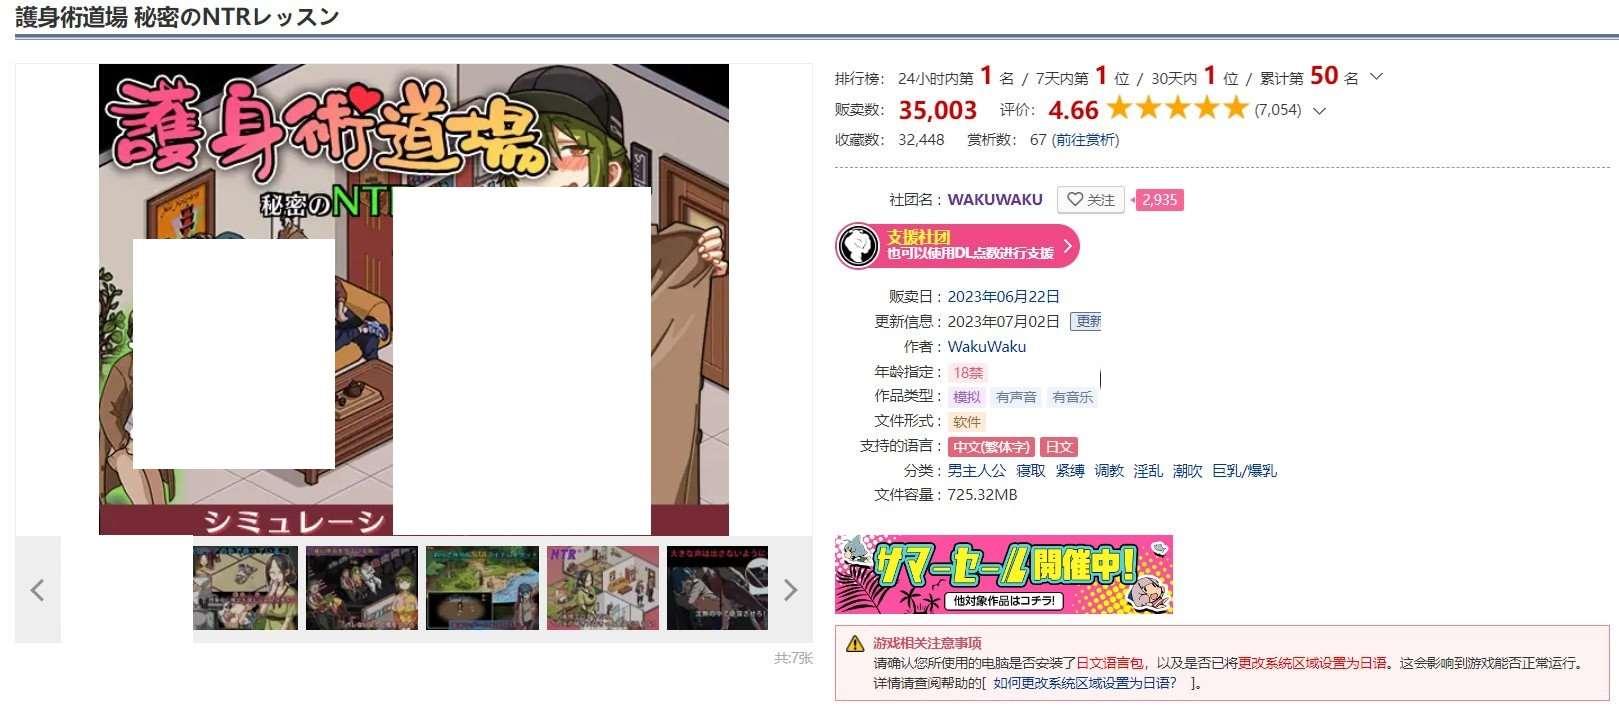 護身術道場 秘密のNTRレッスン
護身術道場
秘密のNT
シミュレーシ
NTR
大きな声は出さないように
共:7张
排行榜： 24小时内第 1 名 / 7天内第 1 位 / 30天内 1 位 / 累计第 50 名
贩卖数： 35,003 评价： 4.66 ★★★★★ (7,054)
收藏数： 32,448 赏析数： 67 (前往赏析)
社团名 : WAKUWAKU 关注 2,935
支援社团
也可以使用DL点数进行支援
贩卖日 : 2023年06月22日
更新信息 : 2023年07月02日 更新
作者 : WakuWaku
年龄指定 : 18禁
作品类型 : 模拟 有声音 有音乐
文件形式 : 软件
支持的语言 : 中文(繁体字) 日文
分类 : 男主人公 寝取 紧缚 调教 淫乱 潮吹 巨乳/爆乳
文件容量 : 725.32MB
サマーセール開催中!
他対象作品はコチラ!
游戏相关注意事项
请确认您所使用的电脑是否安装了日文语言包，以及是否已将更改系统区域设置为日语。这会影响到游戏能否正常运行。
详情请查阅帮助的[ 如何更改系统区域设置为日语? ]。